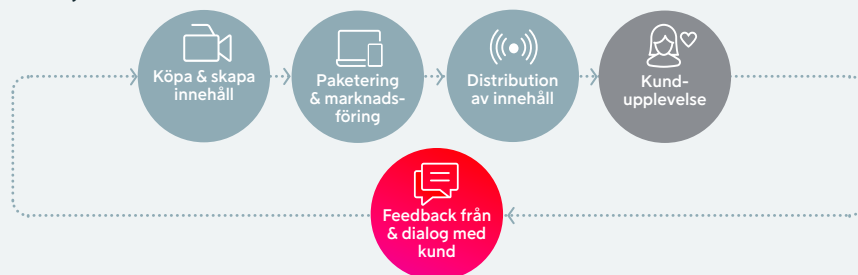 Köpa & skapa
innehåll
Paketering
& marknads-
föring
Distribution
av innehåll
Kund-
upplevelse
Feedback från
& dialog med
kund